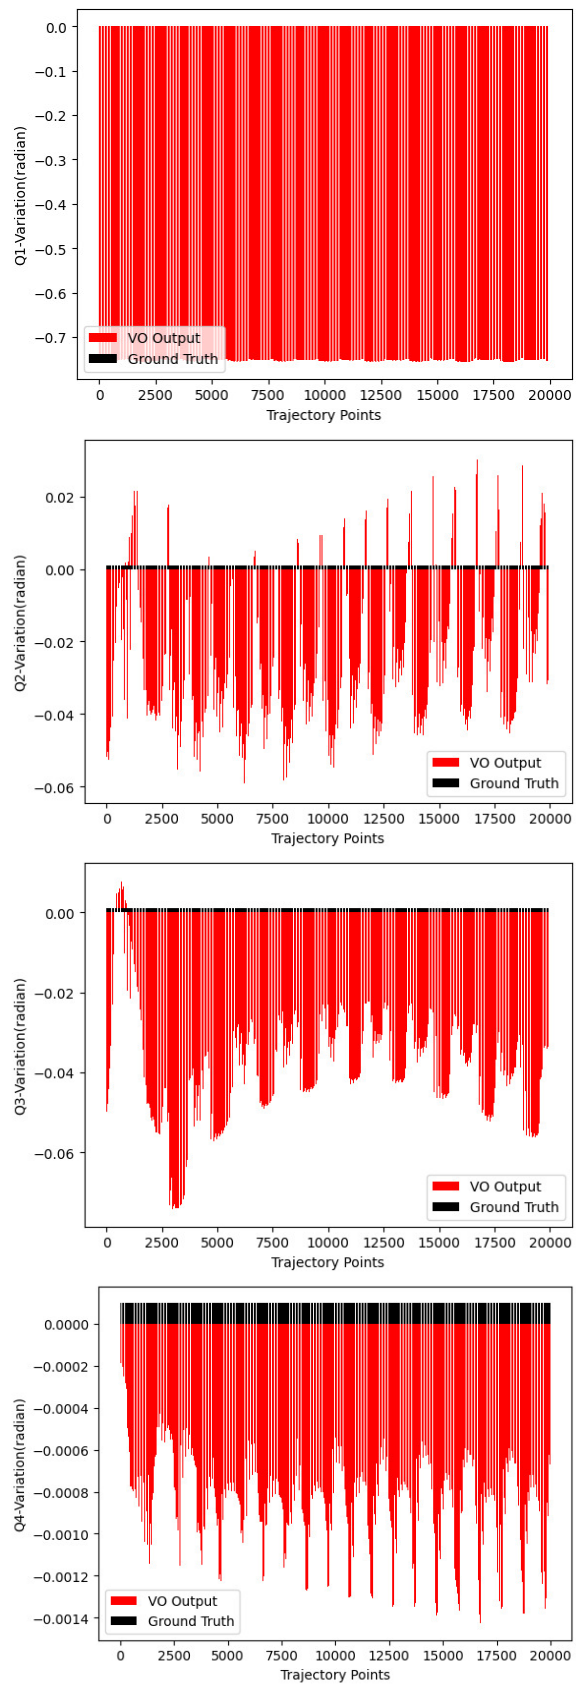 0.0
−0.1
−0.2
−0.3
−0.4
−0.5
−0.6
−0.7
Q1-Variation(radian)
VO Output
Ground Truth
0 2500 5000 7500 10000 12500 15000 17500 20000
Trajectory Points
0.02
0.00
−0.02
−0.04
−0.06
Q2-Variation(radian)
VO Output
Ground Truth
0 2500 5000 7500 10000 12500 15000 17500 20000
Trajectory Points
0.00
−0.02
−0.04
−0.06
Q3-Variation(radian)
VO Output
Ground Truth
0 2500 5000 7500 10000 12500 15000 17500 20000
Trajectory Points
0.0000
−0.0002
−0.0004
−0.0006
−0.0008
−0.0010
−0.0012
−0.0014
Q4-Variation(radian)
VO Output
Ground Truth
0 2500 5000 7500 10000 12500 15000 17500 20000
Trajectory Points